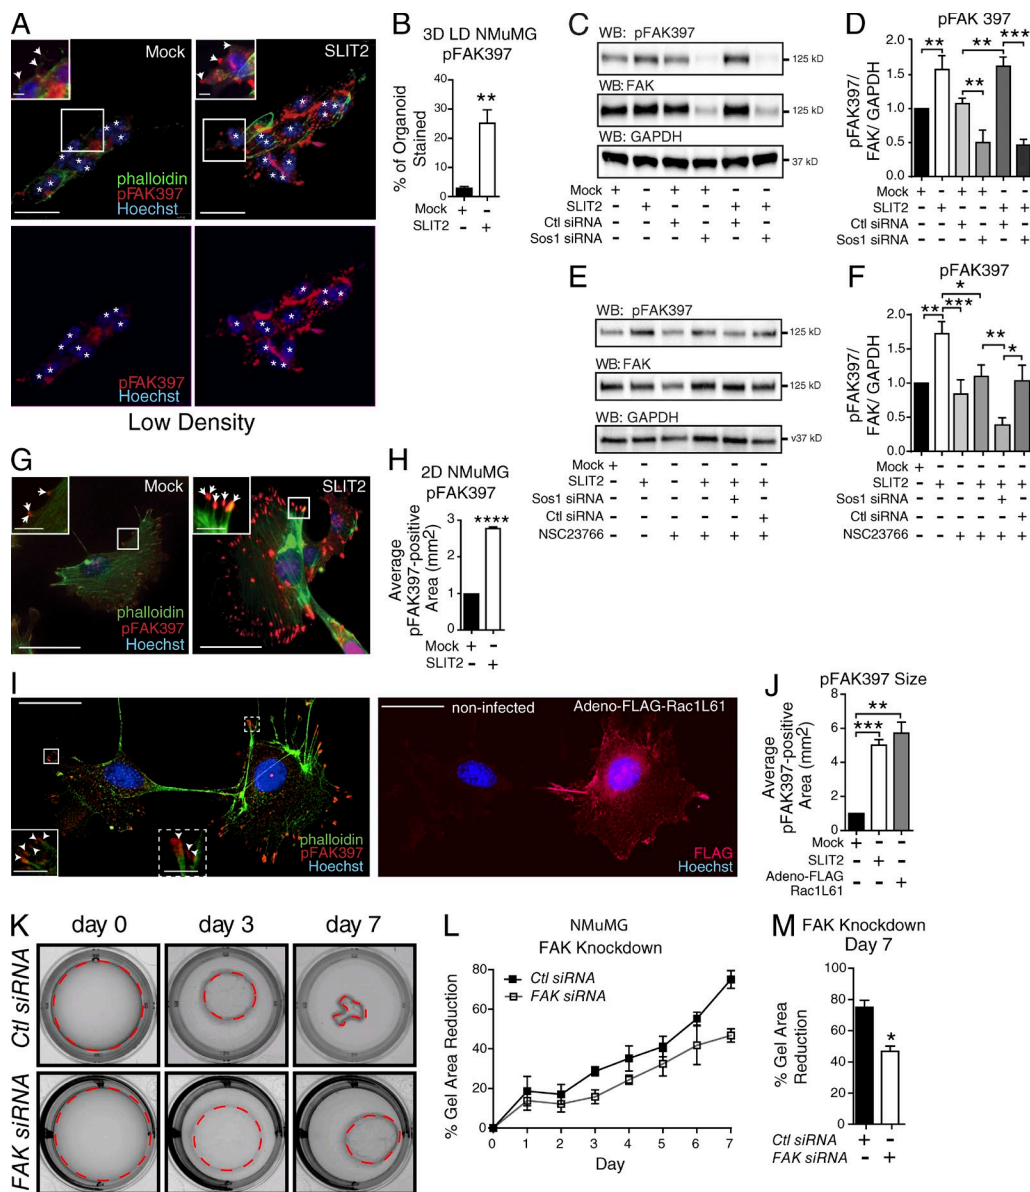 A
Mock
SLIT2
phalloidin
pFAK397
Hoechst
pFAK397
Hoechst
Low Density
B
3D LD NMuMG
pFAK397
% of Organoid
Stained
40
30
20
10
0
**
Mock + -
SLIT2 - +
C
WB: pFAK397
125 kD
WB: FAK
125 kD
WB: GAPDH
37 kD
Mock + - + + - -
SLIT2 - + - - + +
Ctl siRNA - - + - + -
Sos1 siRNA - - - + - +
D
pFAK 397
pFAK397/
FAK/ GAPDH
2.0
1.5
1.0
0.5
0.0
** ** ** ***
Mock + - + + - -
SLIT2 - + - - + +
Ctl siRNA - - + - + -
Sos1 siRNA - - - + - +
E
WB: pFAK397
125 kD
WB: FAK
125 kD
WB: GAPDH
v37 kD
Mock + - - - - -
SLIT2 - + - + + +
Sos1 siRNA - - - - + -
Ctl siRNA - - - - - +
NSC23766 - - + + + +
F
pFAK397
pFAK397/
FAK/ GAPDH
2.0
1.5
1.0
0.5
0.0
*
** *** ** *
Mock + - - - - -
SLIT2 - + - + + +
Sos1 siRNA - - - - + -
Ctl siRNA - - - - - +
NSC23766 - - + + + +
G
Mock
SLIT2
phalloidin
pFAK397
Hoechst
H
2D NMuMG
pFAK397
Average
pFAK397-positive
Area (mm2)
3
2
1
0
****
Mock + -
SLIT2 - +
I
non-infected
Adeno-FLAG-Rac1L61
phalloidin
pFAK397
Hoechst
FLAG
Hoechst
J
pFAK397 Size
Average
pFAK397-positive
Area (mm2)
8
6
4
2
0
**
***
Mock + - -
SLIT2 - + -
Adeno-FLAG
Rac1L61 - - +
K
day 0
day 3
day 7
Ctl siRNA
FAK siRNA
L
NMuMG
FAK Knockdown
Ctl siRNA
FAK siRNA
% Gel Area Reduction
80
60
40
20
0
0 1 2 3 4 5 6 7
Day
M
FAK Knockdown
Day 7
% Gel Area
Reduction
100
80
60
40
20
0
*
Ctl siRNA + -
FAK siRNA - +